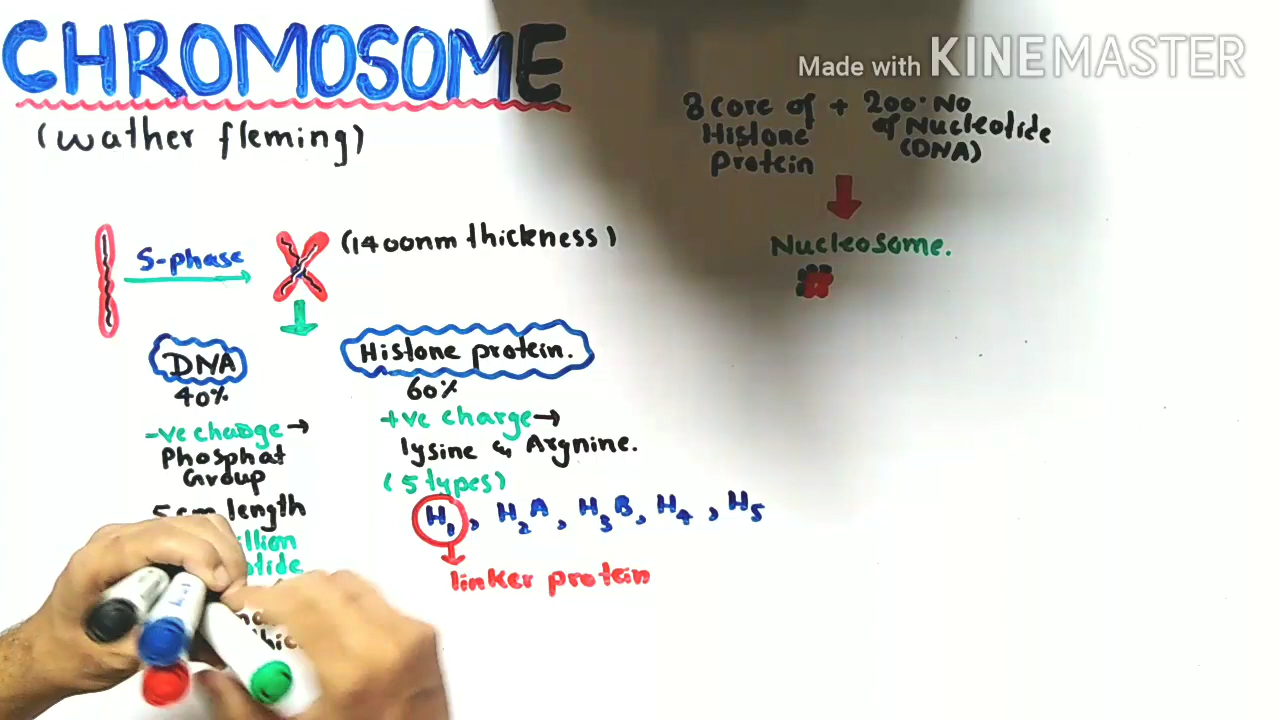 CHROMOSOME
(wather fleming)
S-phase
(1400nm thickness)
DNA
40%
-ve chaoge →
Phosphat
Group
5cm length
Histone protein.
60%
+ve charge→
lysine & Argnine.
(5 types)
H1, H2A, H3B, H4, H5
linker protein
Made with KINEMASTER
8 core of + 200·No
Histone of Nucleotide
protein (DNA)
Nucleosome.